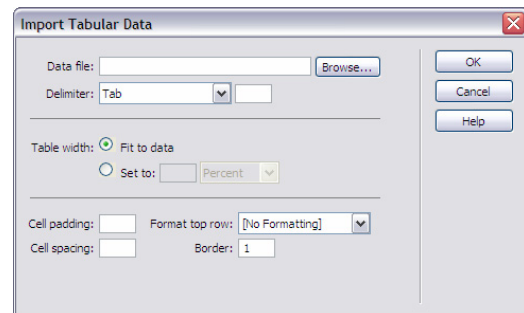 Import Tabular Data
Data file: Browse...
Delimiter: Tab
Table width: Fit to data
Set to: Percent
Cell padding: Format top row: [No Formatting]
Cell spacing: Border: 1
OK
Cancel
Help